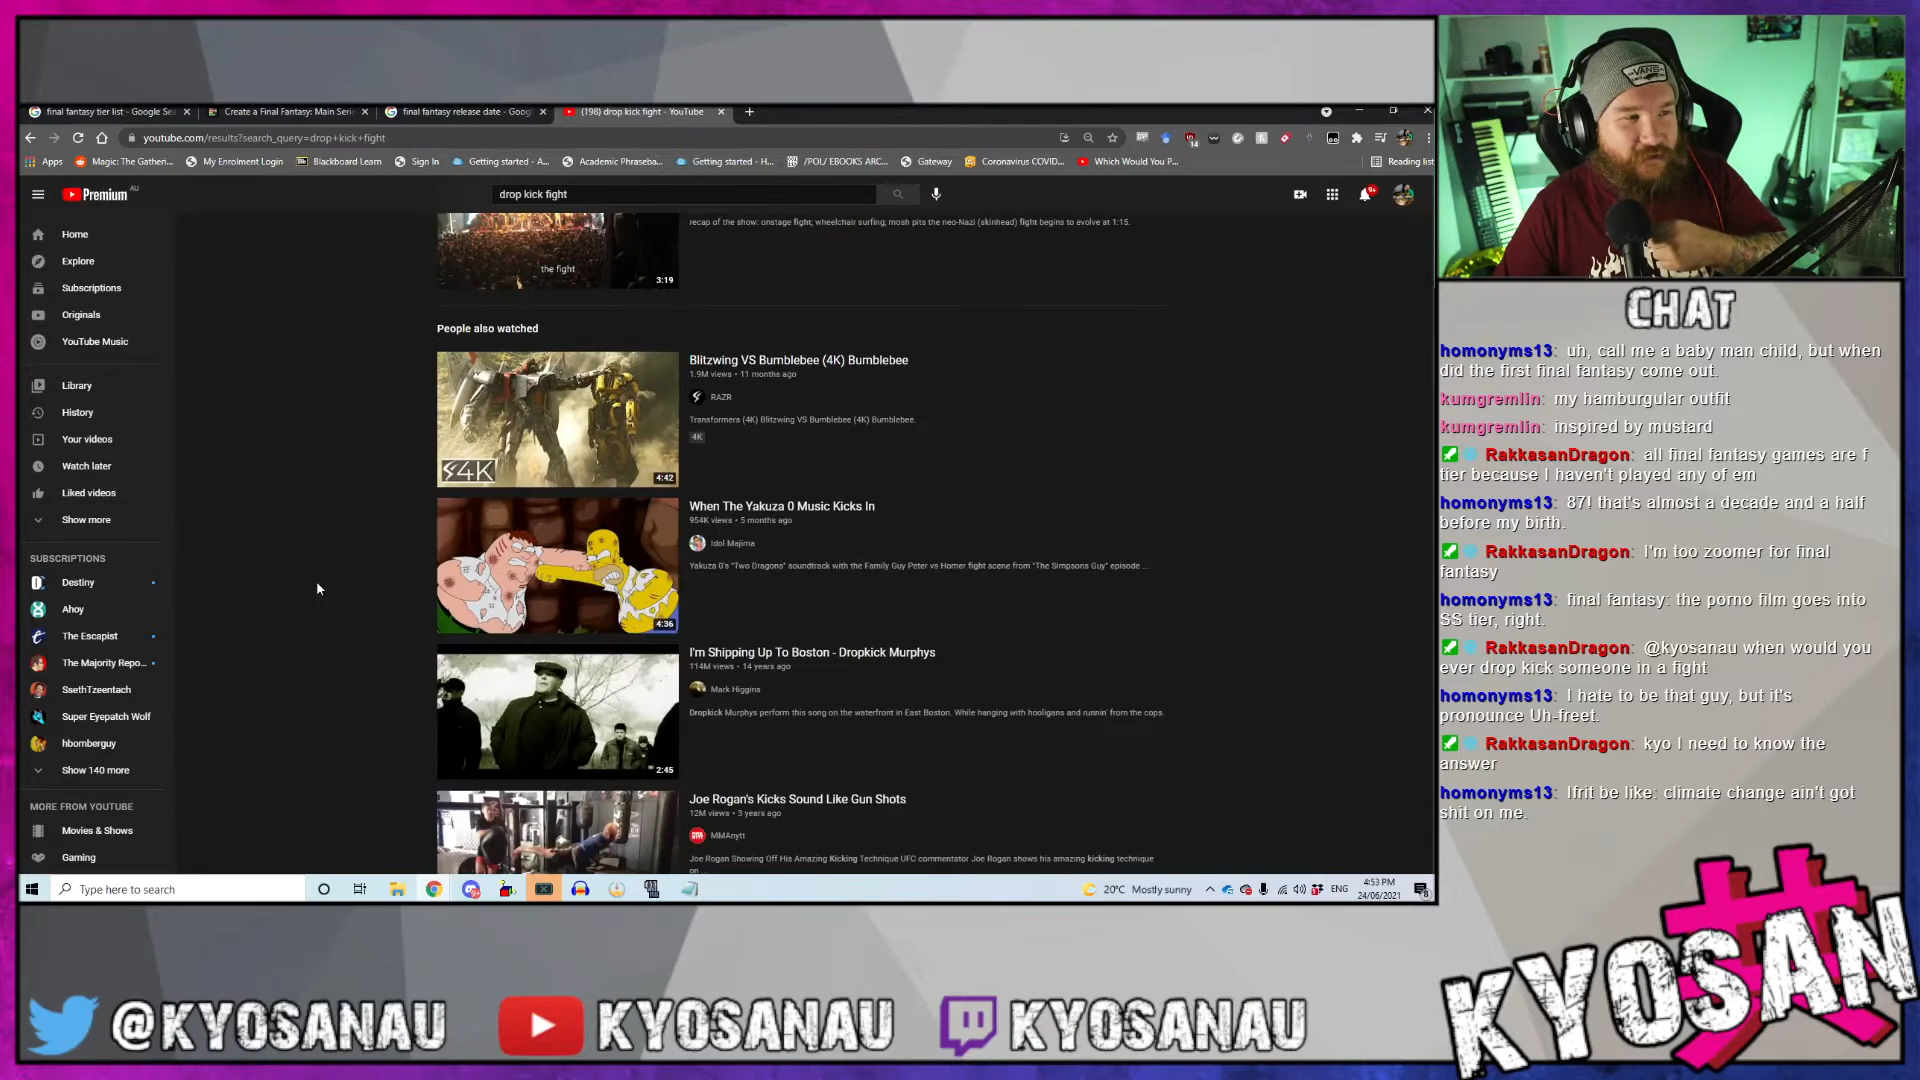 final fantasy tier list - Google Sea
Create a Final Fantasy: Main Serie
final fantasy release date - Googl
(198) drop kick fight - YouTube
youtube.com/results?search_query=drop+kick+fight
14
Apps
Magic: The Gatheri...
My Enrolment Login
Blackboard Learn
Sign In
Getting started - A...
Academic Phraseba...
Getting started - H...
/POL/ EBOOKS ARC...
Gateway
Coronavirus COVID...
Which Would You P...
Reading list
Premium
AU
drop kick fight
9+
Home
Explore
Subscriptions
Originals
YouTube Music
Library
History
Your videos
Watch later
Liked videos
Show more
SUBSCRIPTIONS
Destiny
Ahoy
The Escapist
The Majority Repo...
SsethTzeentach
Super Eyepatch Wolf
hbomberguy
Show 140 more
MORE FROM YOUTUBE
Movies & Shows
Gaming
recap of the show: onstage fight; wheelchair surfing; mosh pits the neo-Nazi (skinhead) fight begins to evolve at 1:15.
the fight
3:19
People also watched
Blitzwing VS Bumblebee (4K) Bumblebee
1.9M views • 11 months ago
RAZR
Transformers (4K) Blitzwing VS Bumblebee (4K) Bumblebee.
4K
4K
4:42
When The Yakuza 0 Music Kicks In
954K views • 5 months ago
Idol Majima
Yakuza 0's "Two Dragons" soundtrack with the Family Guy Peter vs Homer fight scene from "The Simpsons Guy" episode ...
4:36
I'm Shipping Up To Boston - Dropkick Murphys
114M views • 14 years ago
Mark Higgins
Dropkick Murphys perform this song on the waterfront in East Boston. While hanging with hooligans and runnin' from the cops.
2:45
Joe Rogan's Kicks Sound Like Gun Shots
12M views • 3 years ago
MMAnytt
Joe Rogan Showing Off His Amazing Kicking Technique UFC commentator Joe Rogan shows his amazing kicking technique
on ...
Type here to search
20°C Mostly sunny
ENG
4:53 PM
24/06/2021
8
VANS
CHAT
homonyms13: uh, call me a baby man child, but when
did the first final fantasy come out.
kumgremlin: my hamburgular outfit
kumgremlin: inspired by mustard
RakkasanDragon: all final fantasy games are f
tier because I haven't played any of em
homonyms13: 87! that's almost a decade and a half
before my birth.
RakkasanDragon: I'm too zoomer for final
fantasy
homonyms13: final fantasy: the porno film goes into
SS tier, right.
RakkasanDragon: @kyosanau when would you
ever drop kick someone in a fight
homonyms13: I hate to be that guy, but it's
pronounce Uh-freet.
RakkasanDragon: kyo I need to know the
answer
homonyms13: Ifrit be like: climate change ain't got
shit on me.
@KYOSANAU
KYOSANAU
KYOSANAU
KYOSAN